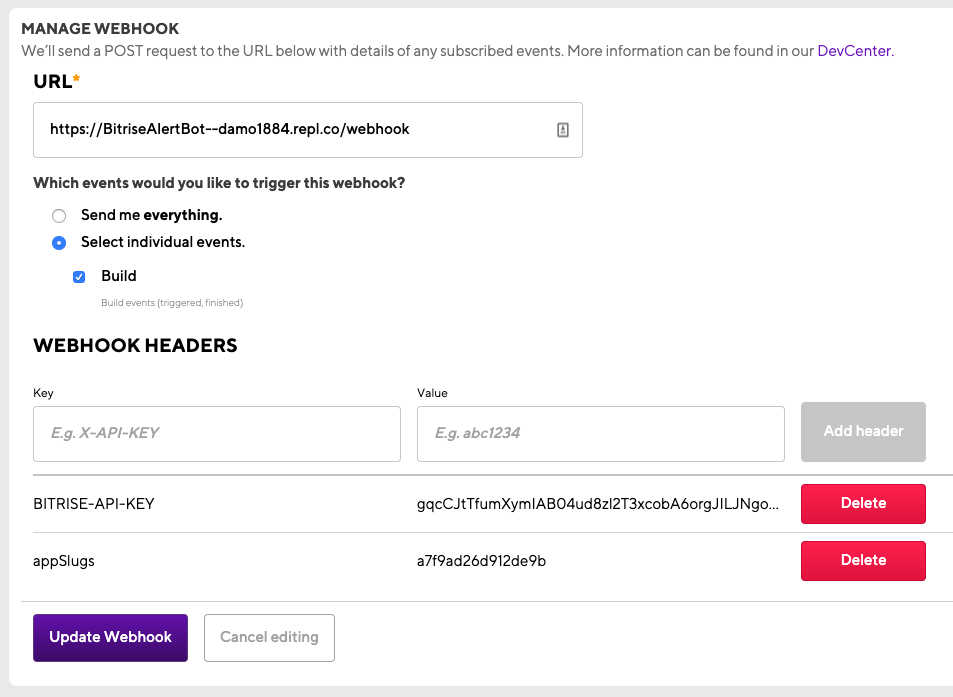 MANAGE WEBHOOK
We'll send a POST request to the URL below with details of any subscribed events. More information can be found in our DevCenter.
URL*
https://BitriseAlertBot--damo1884.repl.co/webhook
Which events would you like to trigger this webhook?
Send me everything.
Select individual events.
Build
Build events (triggered, finished)
WEBHOOK HEADERS
Key Value
E.g. X-API-KEY E.g. abc1234 Add header
BITRISE-API-KEY Delete
appSlugs a7f9ad26d912de9b Delete
Update Webhook Cancel editing